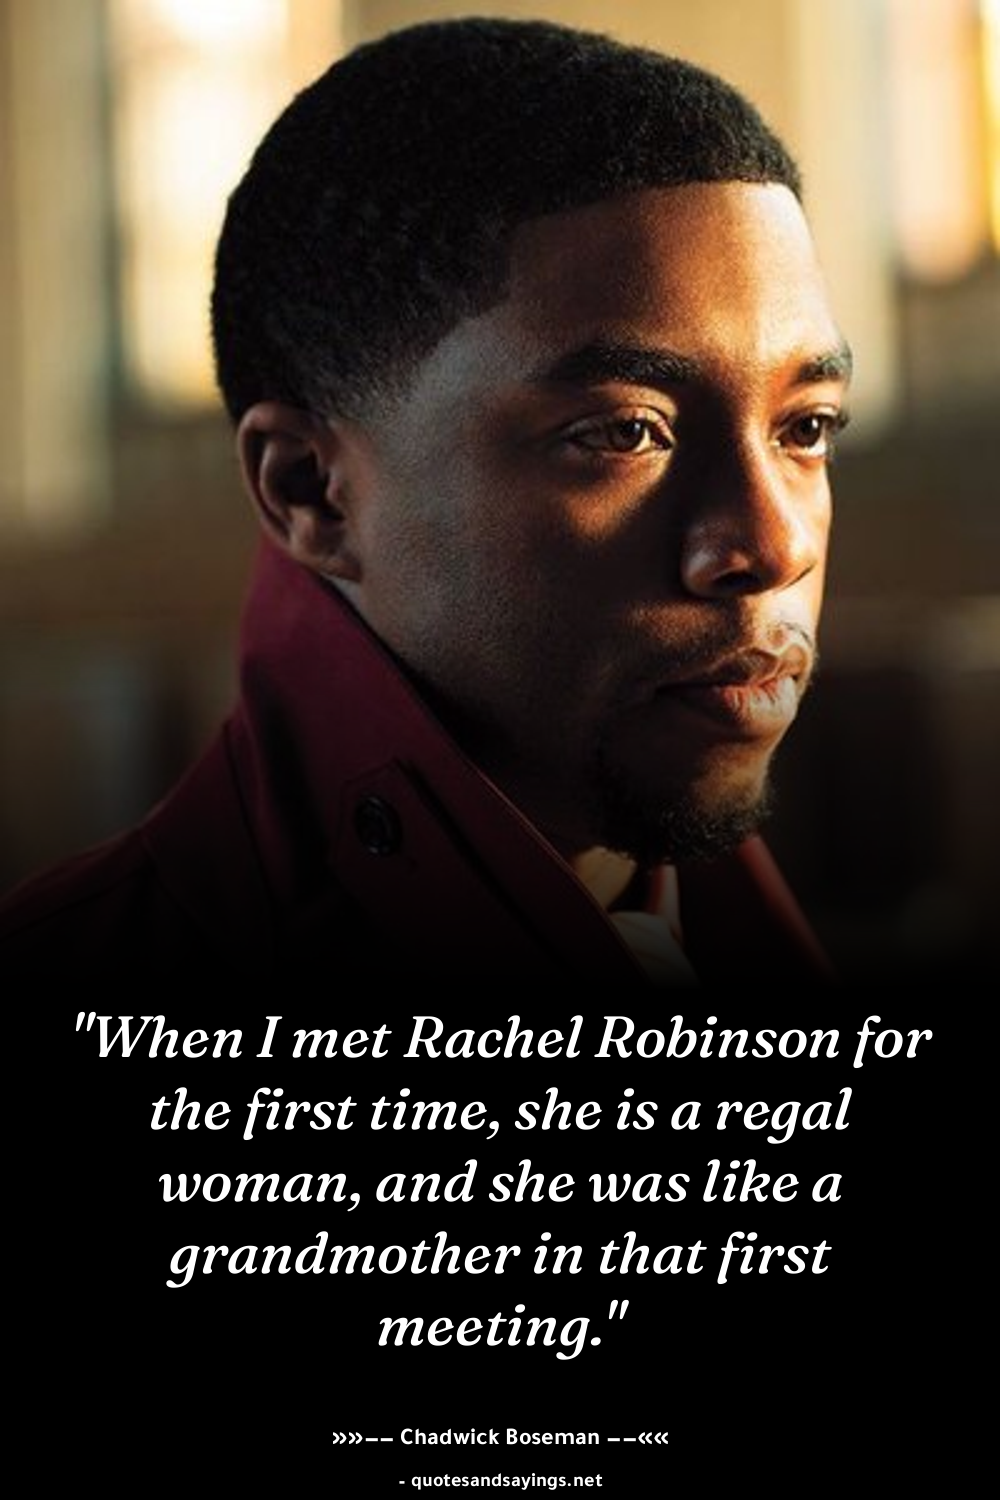 "When I met Rachel Robinson for
the first time, she is a regal
woman, and she was like a
grandmother in that first
meeting."
»»−− Chadwick Boseman −−««
- quotesandsayings.net